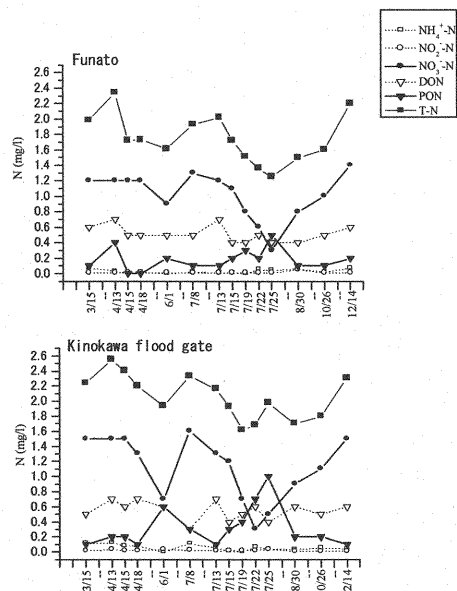 NH4+-N
NO2--N
NO3--N
DON
PON
T-N
Funato
N (mg/l)
2.6
2.4
2.2
2.0
1.8
1.6
1.4
1.2
1.0
0.8
0.6
0.4
0.2
0.0
3/15 -- 4/13 4/15 4/18 -- 6/1 -- 7/8 -- 7/13 7/15 7/19 7/22 7/25 -- 8/30 -- 10/26 -- 12/14
Kinokawa flood gate
N (mg/l)
2.6
2.4
2.2
2.0
1.8
1.6
1.4
1.2
1.0
0.8
0.6
0.4
0.2
0.0
3/15 -- 4/13 4/15 4/18 -- 6/1 -- 7/8 -- 7/13 7/15 7/19 7/22 7/25 -- 8/30 -- 0/26 -- 2/14